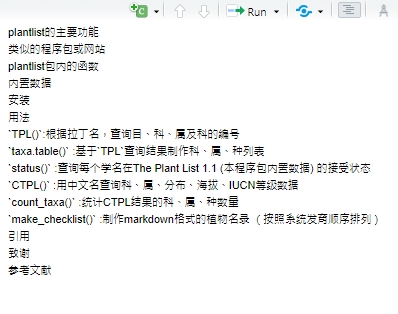 Run
plantlist的主要功能
类似的程序包或网站
plantlist包内的函数
内置数据
安装
用法
`TPL()`:根据拉丁名，查询目、科、属及科的编号
`taxa.table()` :基于`TPL`查询结果制作科、属、种列表
`status()` :查询每个学名在The Plant List 1.1 (本程序包内置数据) 的接受状态
`CTPL()` :用中文名查询科、属、分布、海拔、IUCN等级数据
`count_taxa()` :统计CTPL结果的科、属、种数量
`make_checklist()` :制作markdown格式的植物名录 （按照系统发育顺序排列）
引用
致谢
参考文献